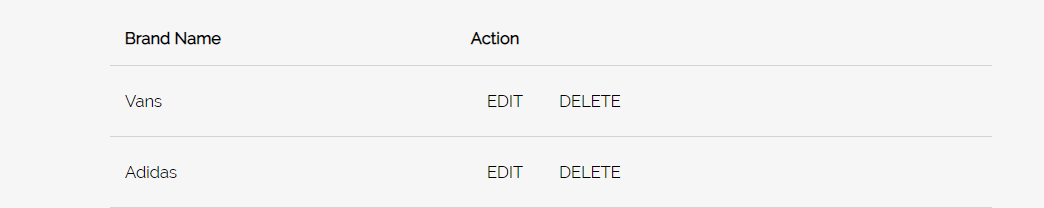 Brand Name Action
Vans EDIT DELETE
Adidas EDIT DELETE